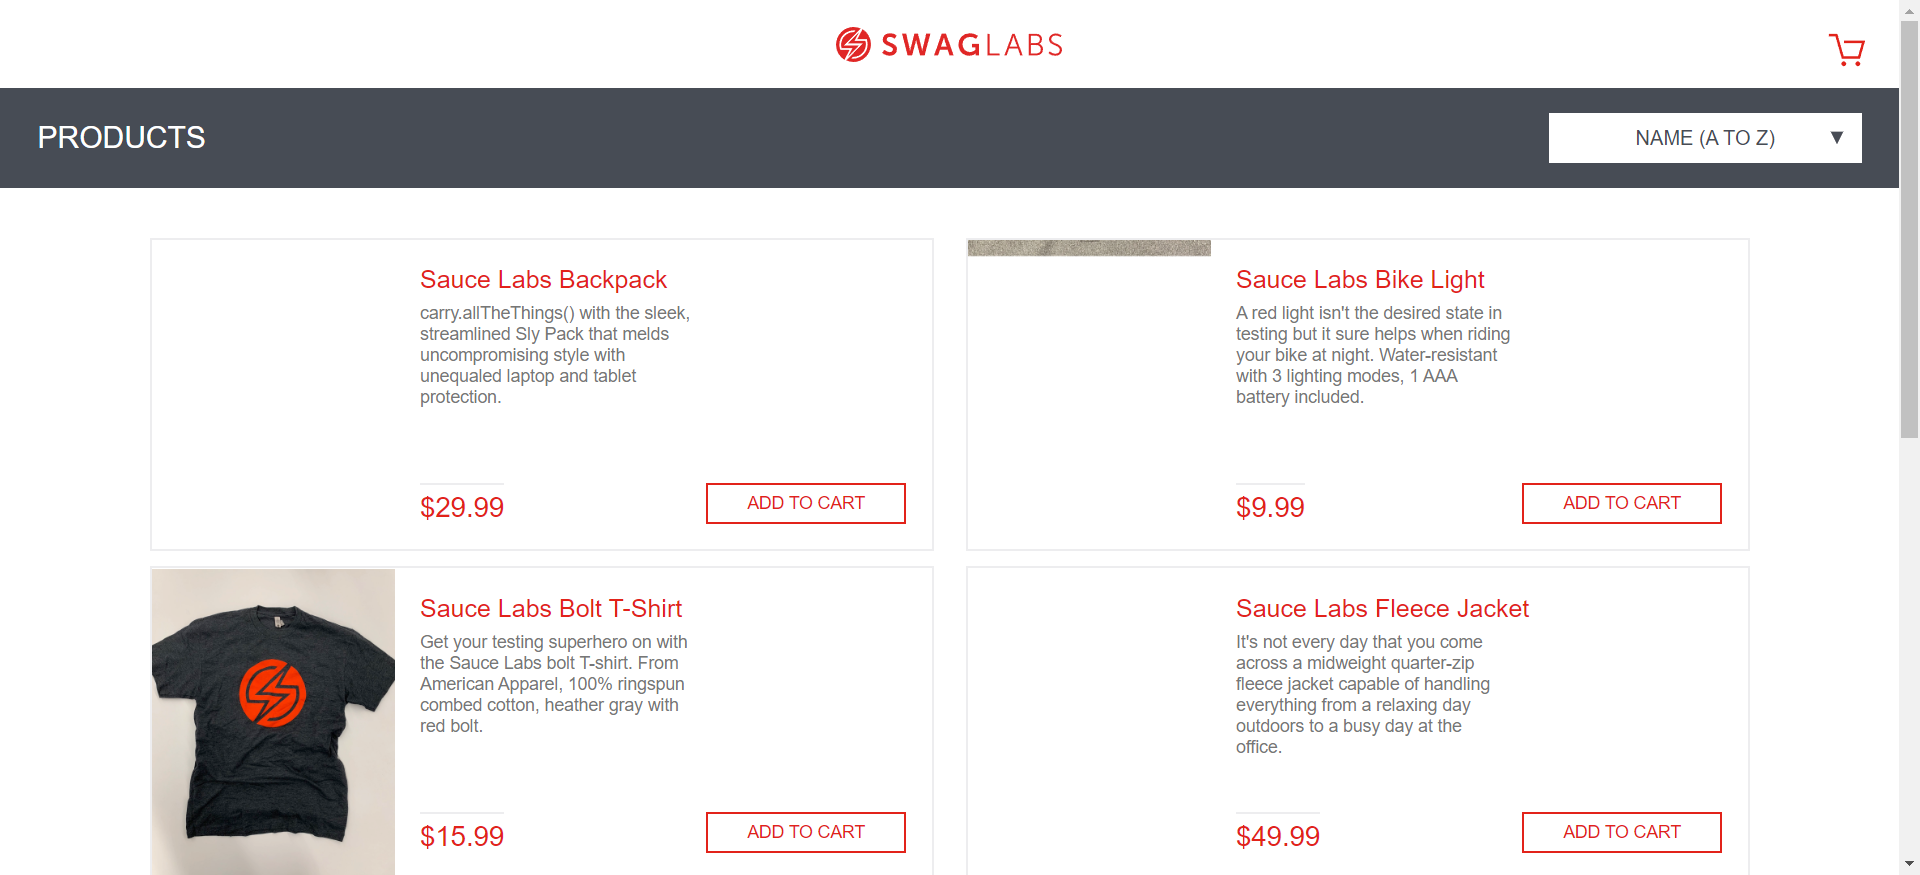 SWAGLABS
PRODUCTS
NAME (A TO Z)
Sauce Labs Backpack
carry.allTheThings() with the sleek,
streamlined Sly Pack that melds
uncompromising style with
unequaled laptop and tablet
protection.
$29.99
ADD TO CART
Sauce Labs Bike Light
A red light isn't the desired state in
testing but it sure helps when riding
your bike at night. Water-resistant
with 3 lighting modes, 1 AAA
battery included.
$9.99
ADD TO CART
Sauce Labs Bolt T-Shirt
Get your testing superhero on with
the Sauce Labs bolt T-shirt. From
American Apparel, 100% ringspun
combed cotton, heather gray with
red bolt.
$15.99
ADD TO CART
Sauce Labs Fleece Jacket
It's not every day that you come
across a midweight quarter-zip
fleece jacket capable of handling
everything from a relaxing day
outdoors to a busy day at the
office.
$49.99
ADD TO CART